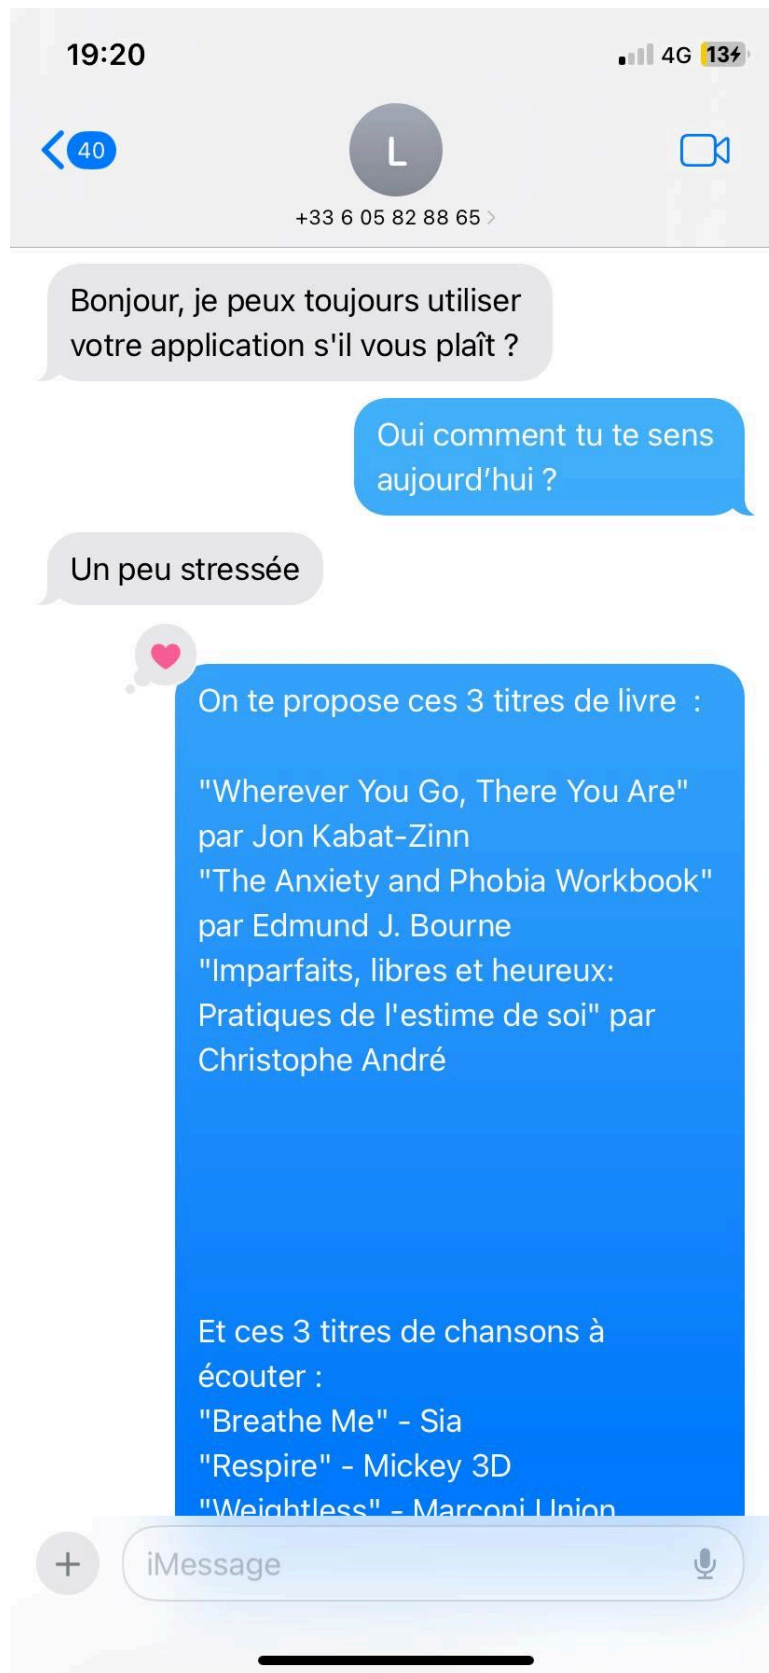 19:20
4G 13
40
L
+33 6 05 82 88 65
Bonjour, je peux toujours utiliser
votre application s'il vous plaît ?
Oui comment tu te sens
aujourd’hui ?
Un peu stressée
On te propose ces 3 titres de livre  :
"Wherever You Go, There You Are"
par Jon Kabat-Zinn
"The Anxiety and Phobia Workbook"
par Edmund J. Bourne
"Imparfaits, libres et heureux:
Pratiques de l'estime de soi" par
Christophe André
Et ces 3 titres de chansons à
écouter :
"Breathe Me" - Sia
"Respire" - Mickey 3D
"Weightless" - Marconi Union
iMessage